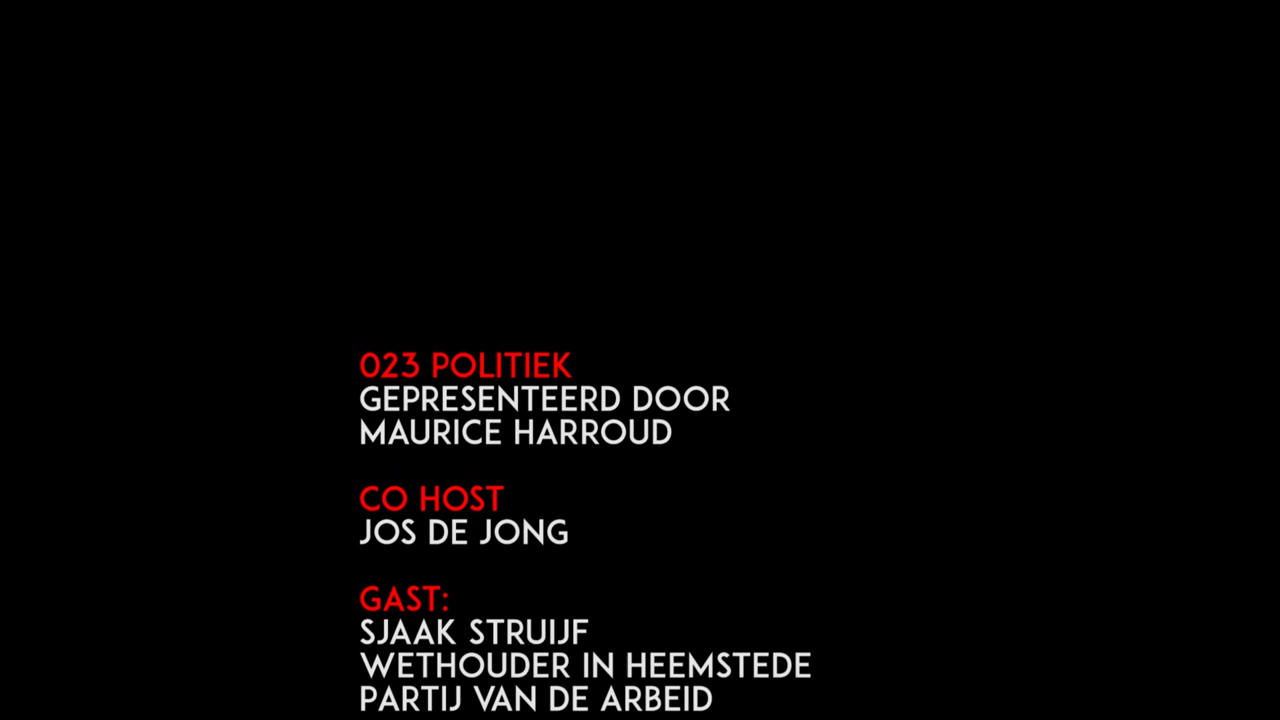 023 POLITIEK
GEPRESENTEERD DOOR
MAURICE HARROUD
CO HOST
JOS DE JONG
GAST:
SJAAK STRUIJF
WETHOUDER IN HEEMSTEDE
PARTIJ VAN DE ARBEID